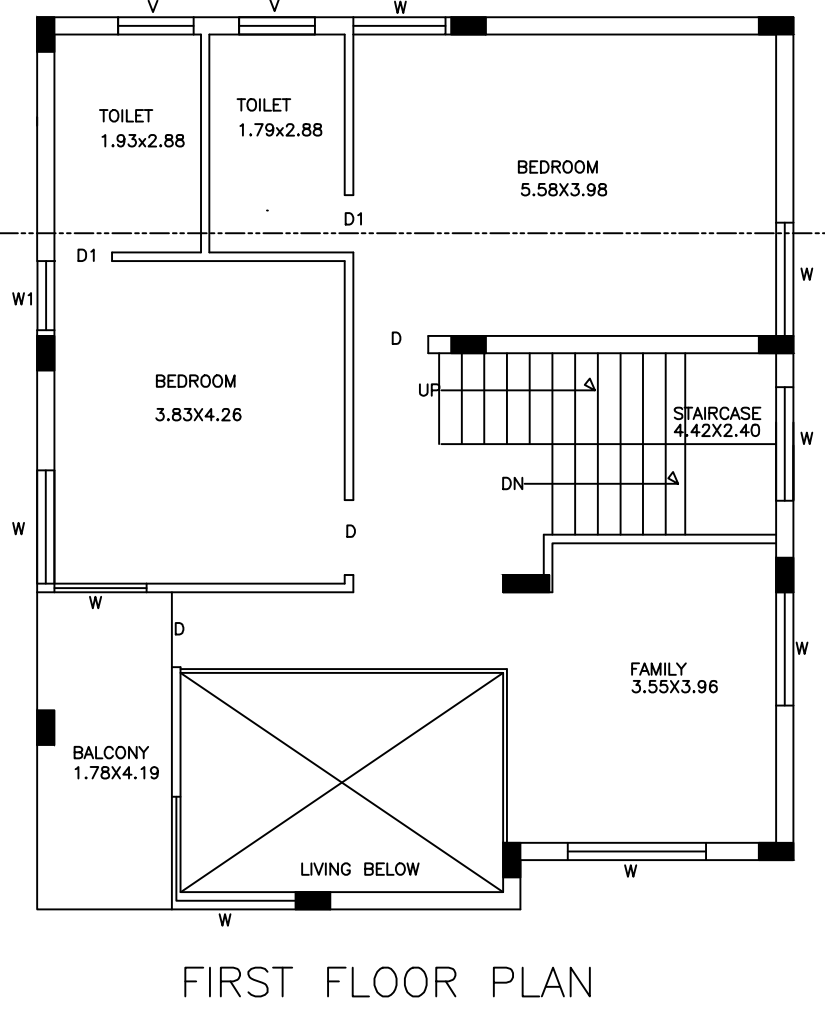 V
V
W
TOILET
1.93x2.88
TOILET
1.79x2.88
BEDROOM
5.58X3.98
D1
D1
W
W1
D
BEDROOM
3.83X4.26
UP
STAIRCASE
4.42X2.40
W
DN
W
D
W
D
W
FAMILY
3.55X3.96
BALCONY
1.78X4.19
LIVING BELOW
W
W
FIRST FLOOR PLAN